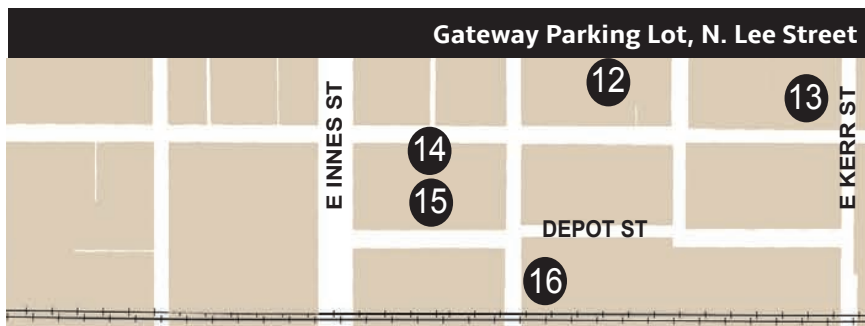 Gateway Parking Lot, N. Lee Street
12
13
E INNES ST
E KERR ST
14
15
DEPOT ST
16